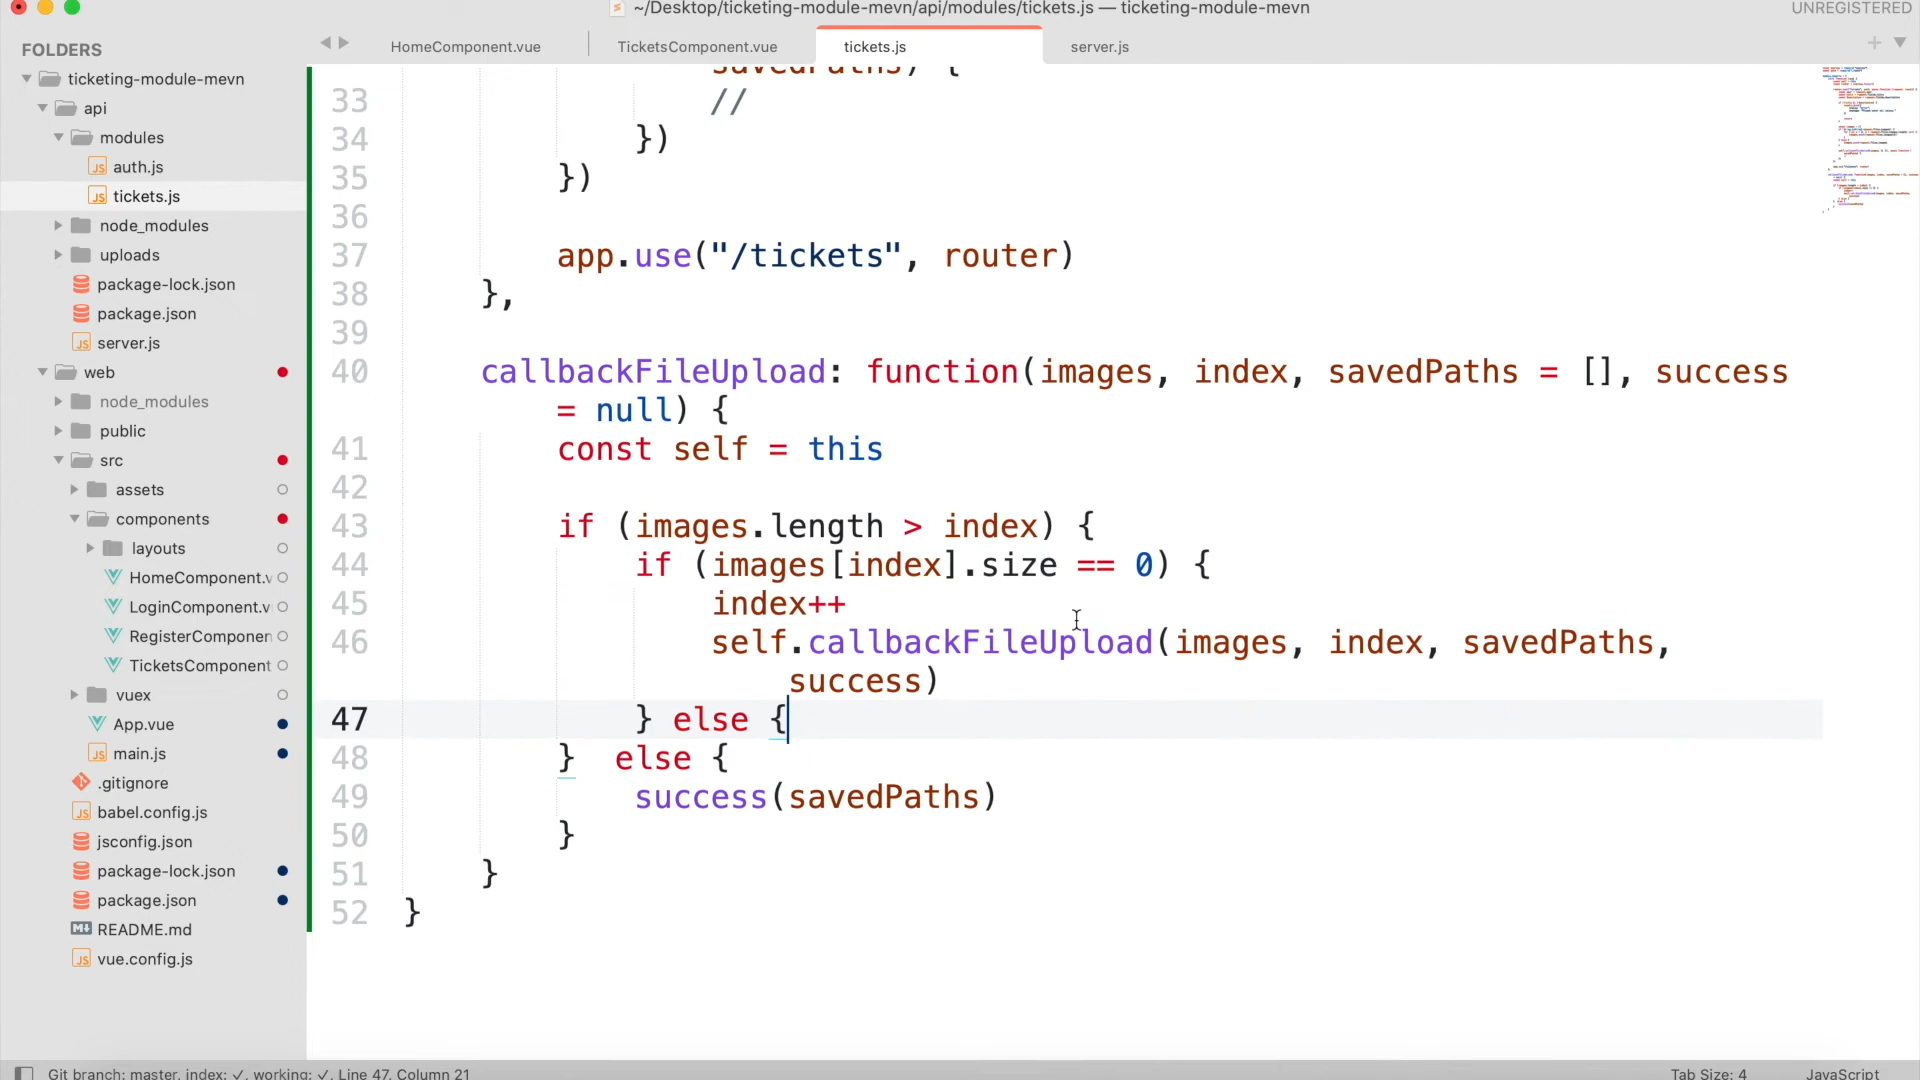 ~/Desktop/ticketing-module-mevn/api/modules/tickets.js — ticketing-module-mevn
UNREGISTERED
FOLDERS
ticketing-module-mevn
api
modules
auth.js
tickets.js
node_modules
uploads
package-lock.json
package.json
server.js
web
node_modules
public
src
assets
components
layouts
HomeComponent.v
LoginComponent.v
RegisterComponen
TicketsComponent
vuex
App.vue
main.js
.gitignore
babel.config.js
jsconfig.json
package-lock.json
package.json
README.md
vue.config.js
HomeComponent.vue
TicketsComponent.vue
tickets.js
server.js
savedPaths) {
33 //
34 })
35 })
36
37 app.use("/tickets", router)
38 },
39
40 callbackFileUpload: function(images, index, savedPaths = [], success
= null) {
41 const self = this
42
43 if (images.length > index) {
44 if (images[index].size == 0) {
45 index++
46 self.callbackFileUpload(images, index, savedPaths,
success)
47 } else {
48 }  else {
49 success(savedPaths)
50 }
51 }
52 }
Git branch: master, index: ✓, working: ✓, Line 47, Column 21
Tab Size: 4
JavaScript